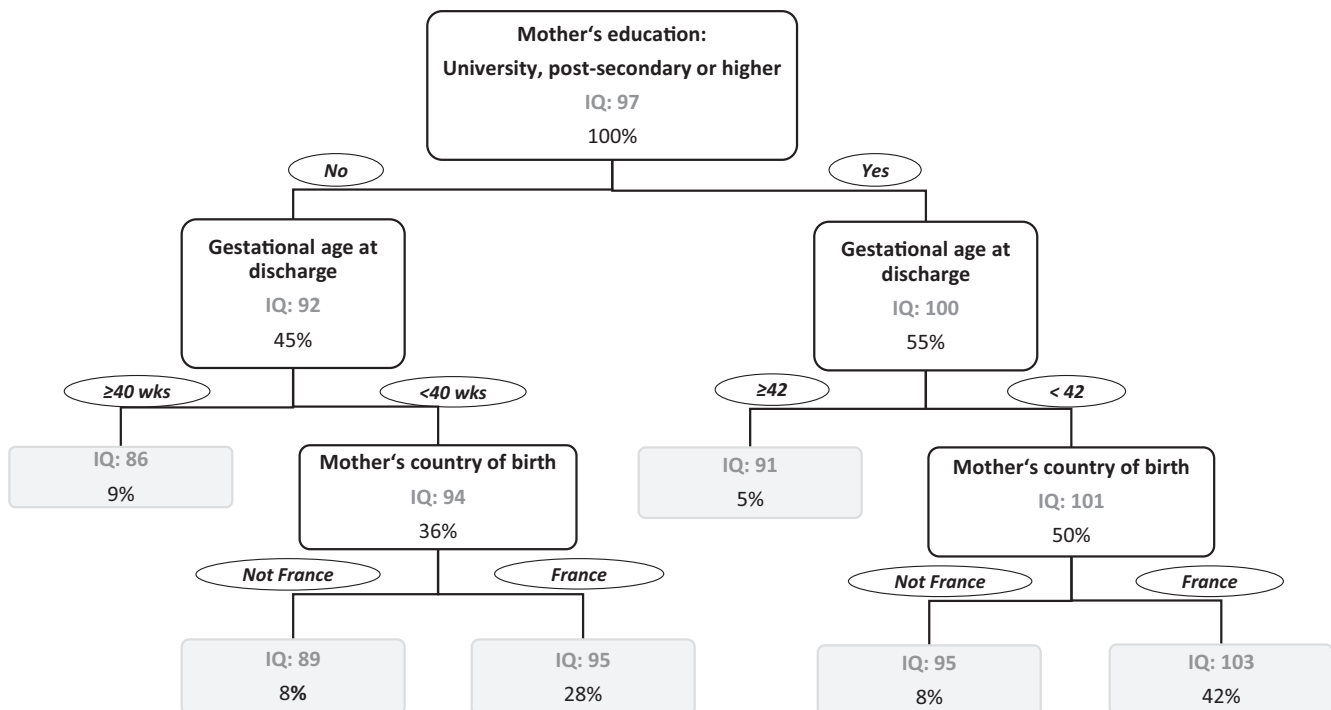 Mother‘s education:
University, post-secondary or higher
IQ: 97
100%
No
Yes
Gestational age at
discharge
IQ: 92
45%
Gestational age at
discharge
IQ: 100
55%
≥40 wks
<40 wks
≥42
< 42
IQ: 86
9%
Mother‘s country of birth
IQ: 94
36%
IQ: 91
5%
Mother‘s country of birth
IQ: 101
50%
Not France
France
Not France
France
IQ: 89
8%
IQ: 95
28%
IQ: 95
8%
IQ: 103
42%